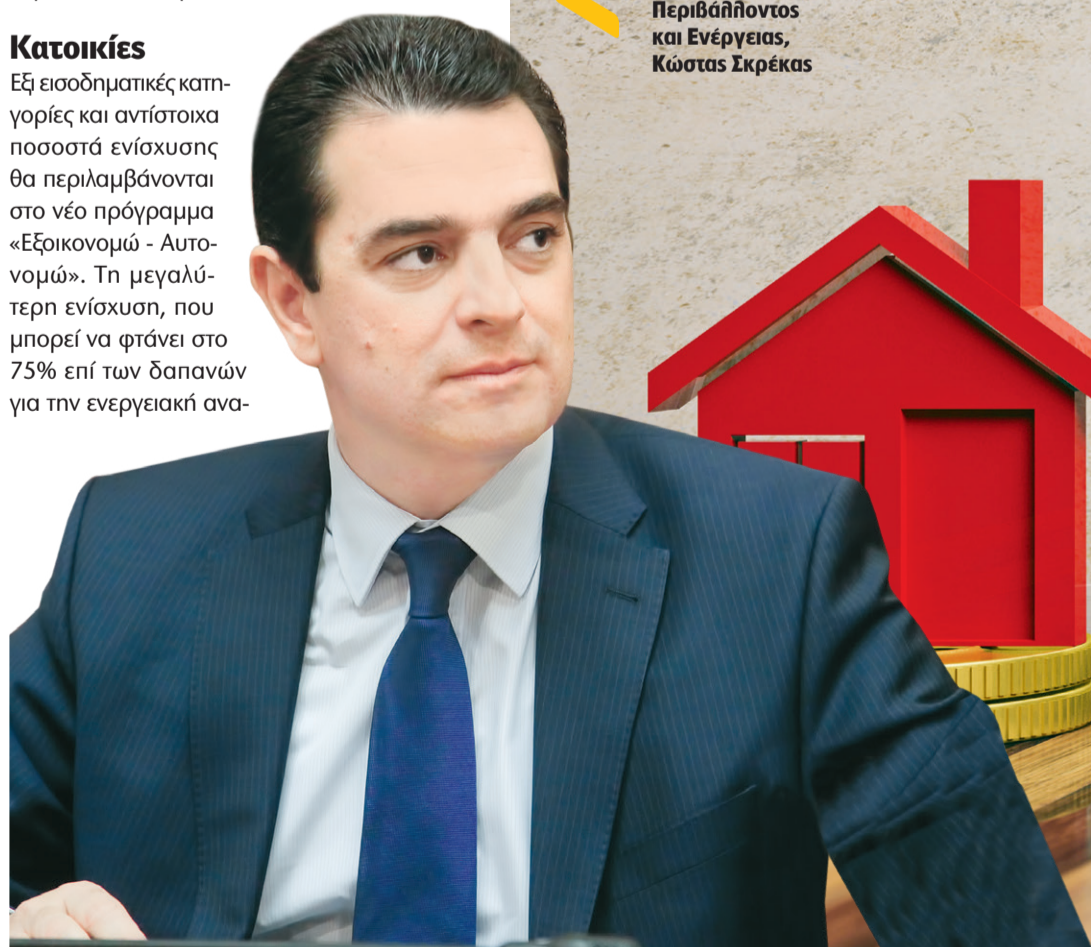 Κατοικίες
Εξι εισοδηματικές κατη-
γορίες και αντίστοιχα
ποσοστά ενίσχυσης
θα περιλαμβάνονται
στο νέο πρόγραμμα
«Εξοικονομώ - Αυτο-
νομώ». Τη μεγαλύ-
τερη ενίσχυση, που
μπορεί να φτάνει στο
75% επί των δαπανών
για την ενεργειακή ανα-
Περιβάλλοντος
και Ενέργειας,
Κώστας Σκρέκας